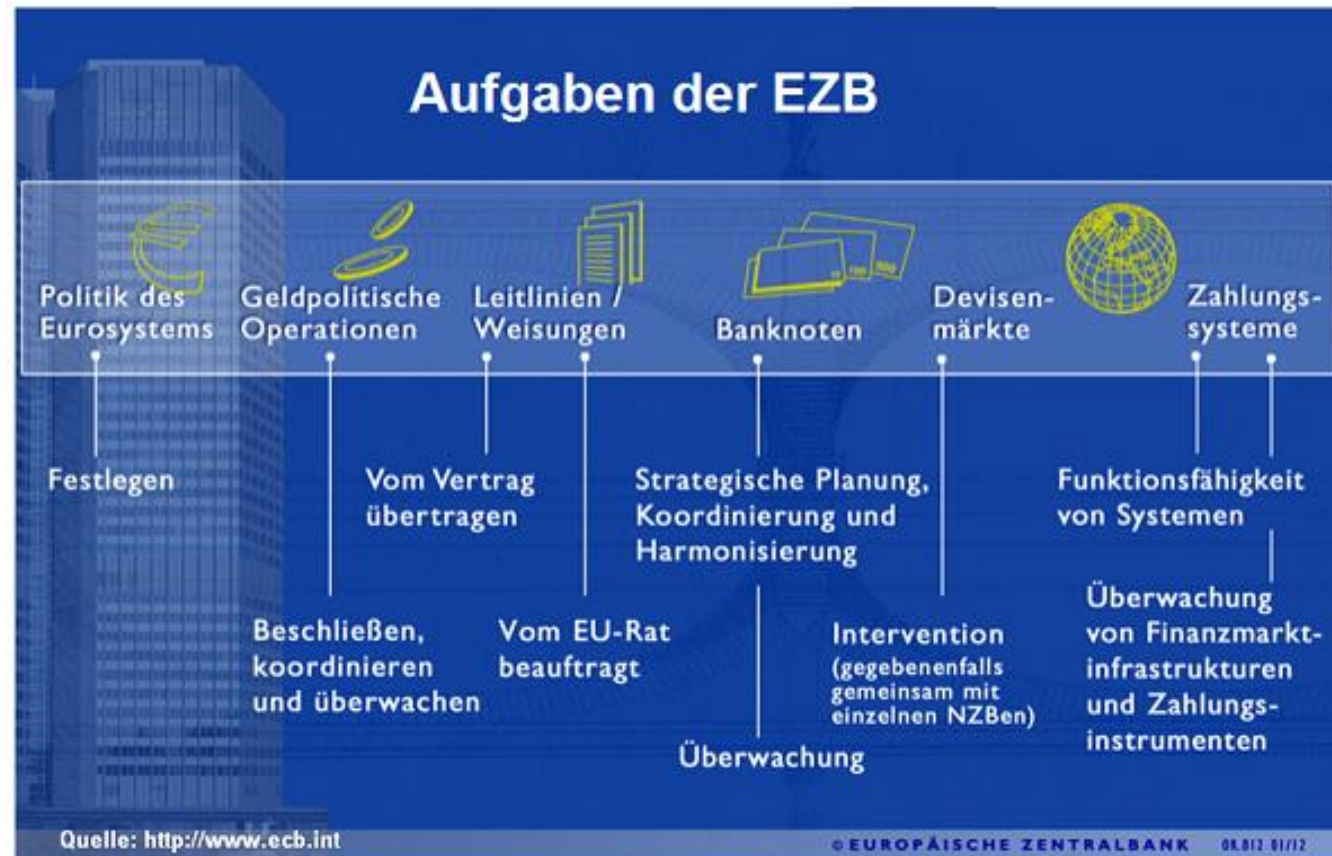 Aufgaben der EZB
Politik des
Eurosystems
Geldpolitische
Operationen
Leitlinien /
Weisungen
Banknoten
Devisen-
märkte
Zahlungs-
systeme
Festlegen
Vom Vertrag
übertragen
Strategische Planung,
Koordinierung und
Harmonisierung
Funktionsfähigkeit
von Systemen
Beschließen,
koordinieren
und überwachen
Vom EU-Rat
beauftragt
Überwachung
Intervention
(gegebenenfalls
gemeinsam mit
einzelnen NZBen)
Überwachung
von Finanzmarkt-
infrastrukturen
und Zahlungs-
instrumenten
Quelle: http://www.ecb.int
© EUROPÄISCHE ZENTRALBANK